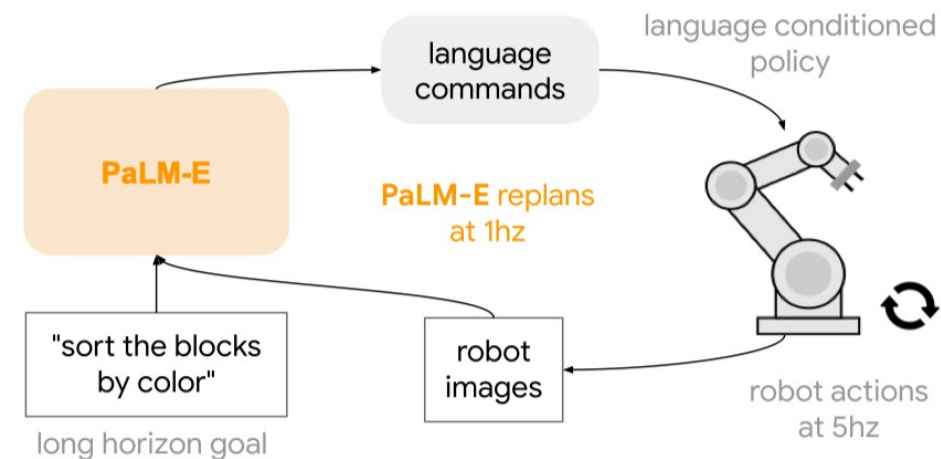 language
commands
language conditioned
policy
PaLM-E
PaLM-E replans
at 1hz
"sort the blocks
by color"
long horizon goal
robot
images
robot actions
at 5hz